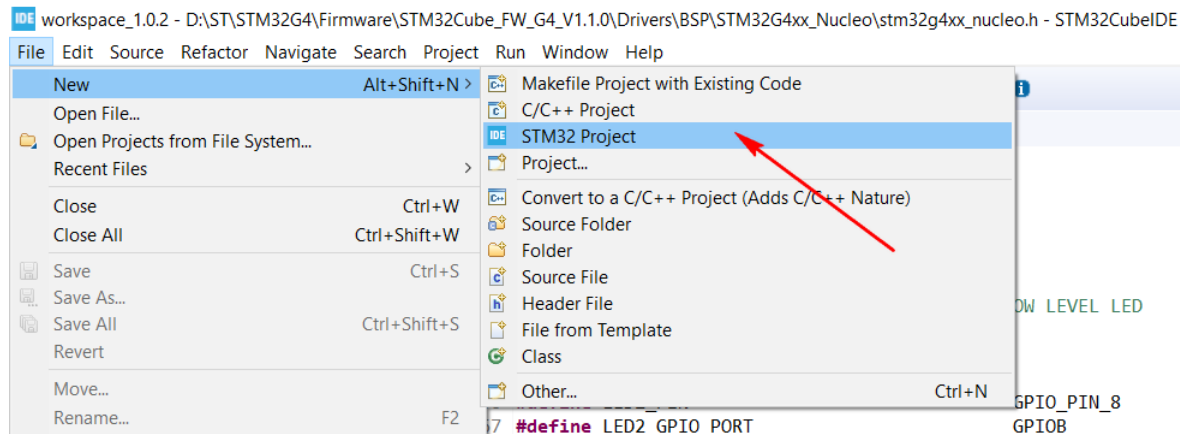 IDE workspace_1.0.2 - D:\ST\STM32G4\Firmware\STM32Cube_FW_G4_V1.1.0\Drivers\BSP\STM32G4xx_Nucleo\stm32g4xx_nucleo.h - STM32CubeIDE
File Edit Source Refactor Navigate Search Project Run Window Help
New Alt+Shift+N >
Open File...
Open Projects from File System...
Recent Files >
Close Ctrl+W
Close All Ctrl+Shift+W
Save Ctrl+S
Save As...
Save All Ctrl+Shift+S
Revert
Move...
Rename... F2
Makefile Project with Existing Code
C/C++ Project
IDE STM32 Project
Project...
Convert to a C/C++ Project (Adds C/C++ Nature)
Source Folder
Folder
Source File
Header File
File from Template
Class
Other... Ctrl+N
OW LEVEL LED
GPIO_PIN_8
7 #define LED2_GPIO_PORT GPIOB